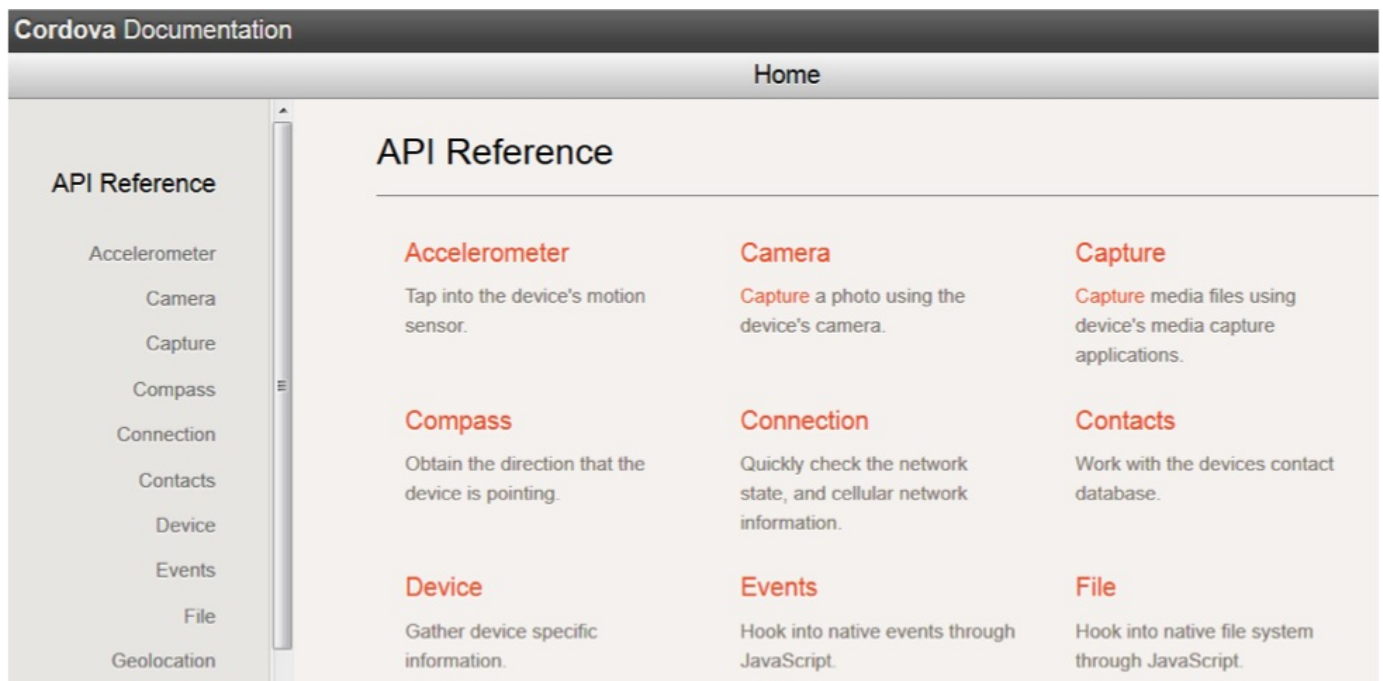 Cordova Documentation
Home
API Reference
Accelerometer
Camera
Capture
Compass
Connection
Contacts
Device
Events
File
Geolocation
API Reference
Accelerometer
Tap into the device's motion
sensor.
Camera
Capture a photo using the
device's camera.
Capture
Capture media files using
device's media capture
applications.
Compass
Obtain the direction that the
device is pointing.
Connection
Quickly check the network
state, and cellular network
information.
Contacts
Work with the devices contact
database.
Device
Gather device specific
information.
Events
Hook into native events through
JavaScript.
File
Hook into native file system
through JavaScript.